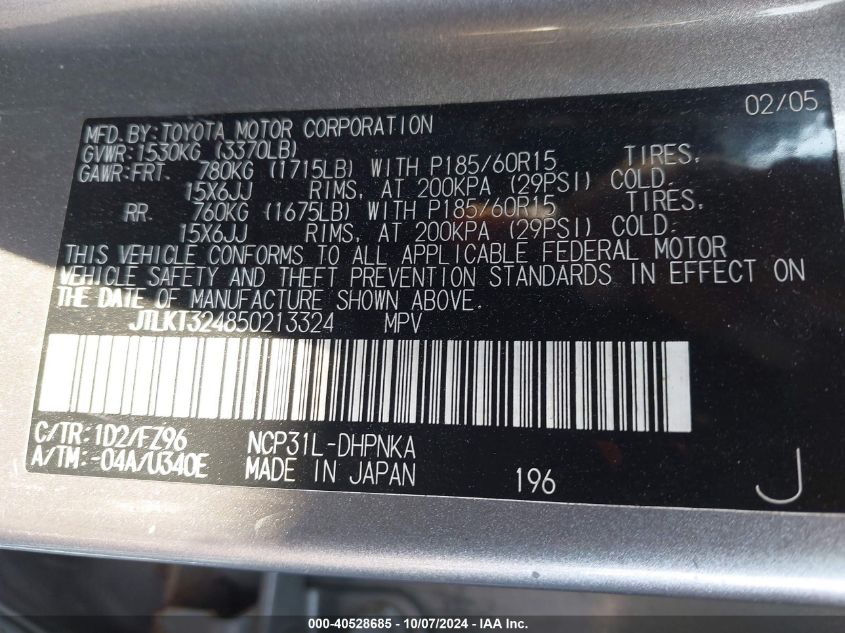 02/05
MFD. BY: TOYOTA MOTOR CORPORATION
GVWR: 1530KG (3370LB)
GAWR: FRT. 780KG (1715LB) WITH P185/60R15 TIRES,
15X6JJ RIMS, AT 200KPA (29PSI) COLD.
RR. 760KG (1675LB) WITH P185/60R15 TIRES,
15X6JJ RIMS, AT 200KPA (29PSI) COLD.
THIS VEHICLE CONFORMS TO ALL APPLICABLE FEDERAL MOTOR
VEHICLE SAFETY AND THEFT PREVENTION STANDARDS IN EFFECT ON
THE DATE OF MANUFACTURE SHOWN ABOVE.
JTLKT324850213324 MPV
C/TR: 1D2/FZ96 NCP31L-DHPNKA
A/TM: -04A/U340E MADE IN JAPAN 196 J
000-40528685 - 10/07/2024 - IAA Inc.